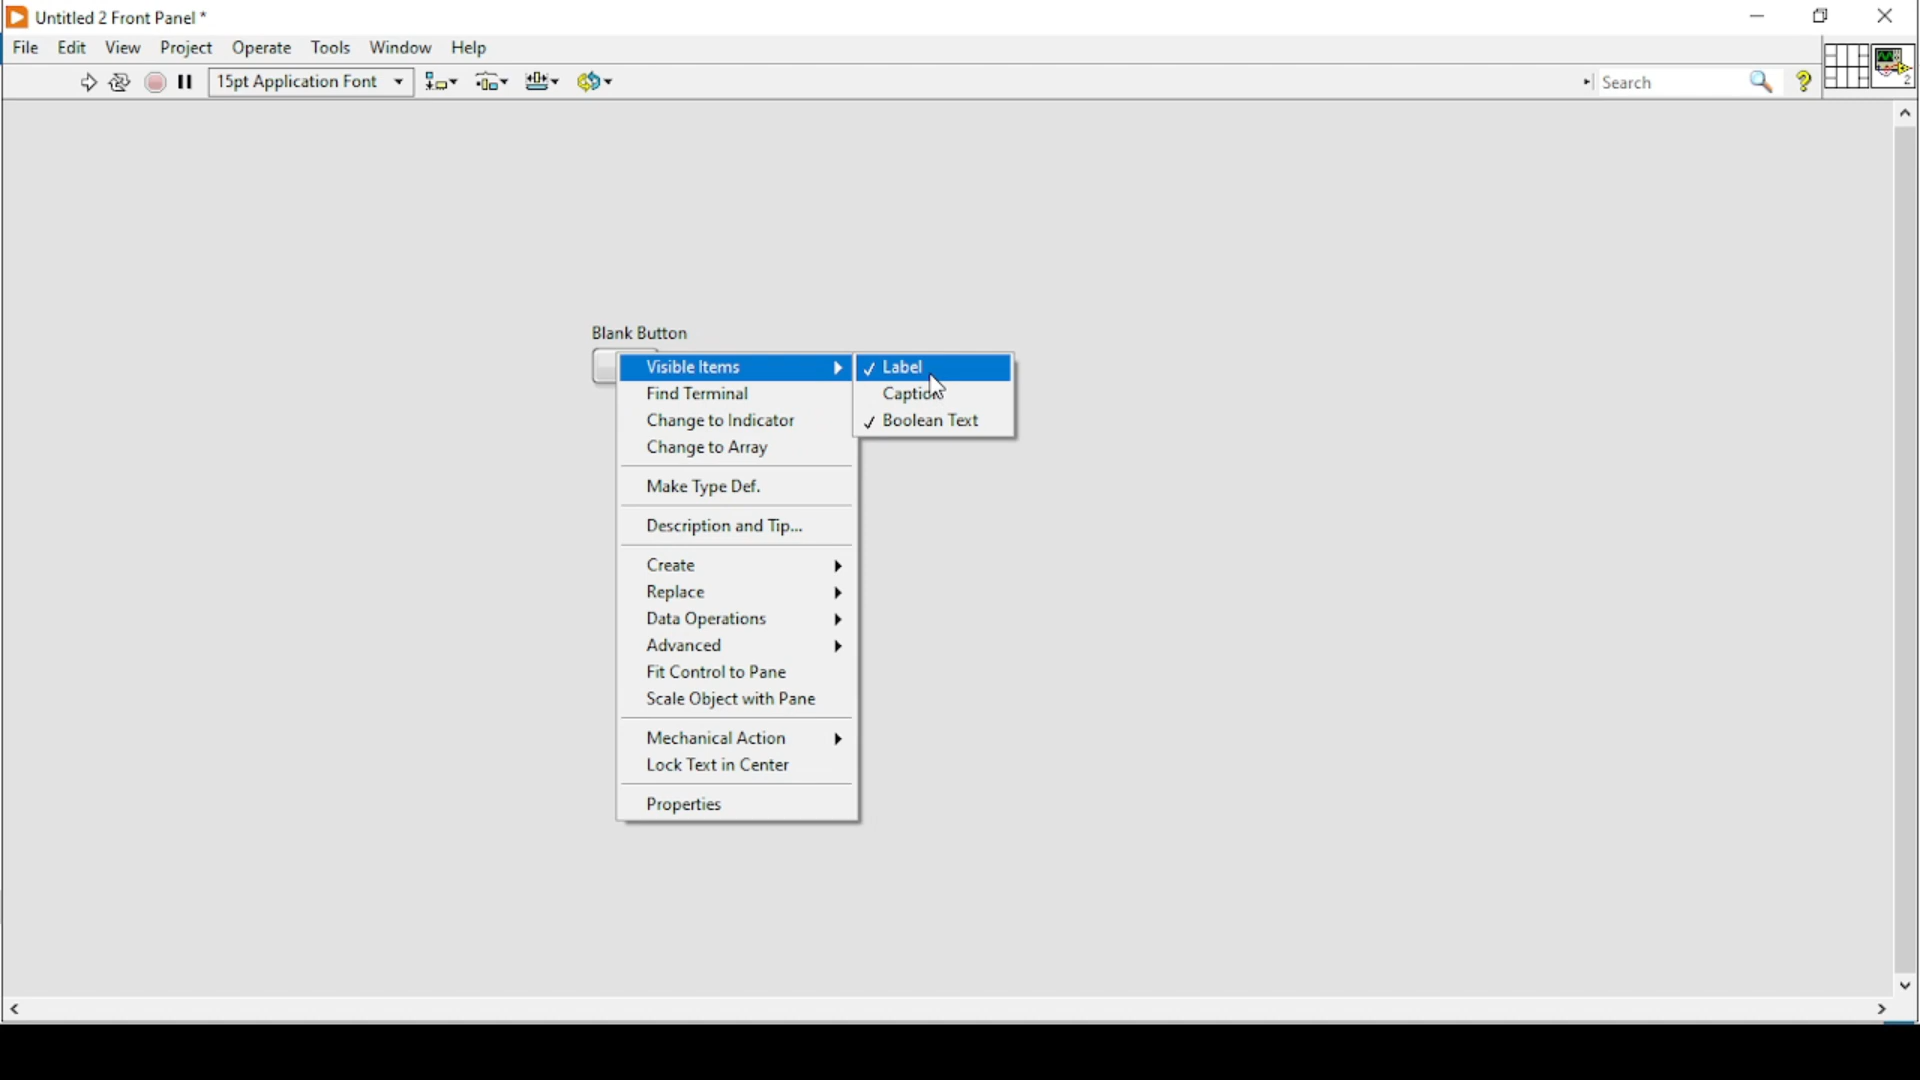 Untitled 2 Front Panel *
File Edit View Project Operate Tools Window Help
15pt Application Font
Search
?
2
Blank Button
Visible Items
✓ Label
Find Terminal
Caption
Change to Indicator
✓ Boolean Text
Change to Array
Make Type Def.
Description and Tip...
Create
Replace
Data Operations
Advanced
Fit Control to Pane
Scale Object with Pane
Mechanical Action
Lock Text in Center
Properties